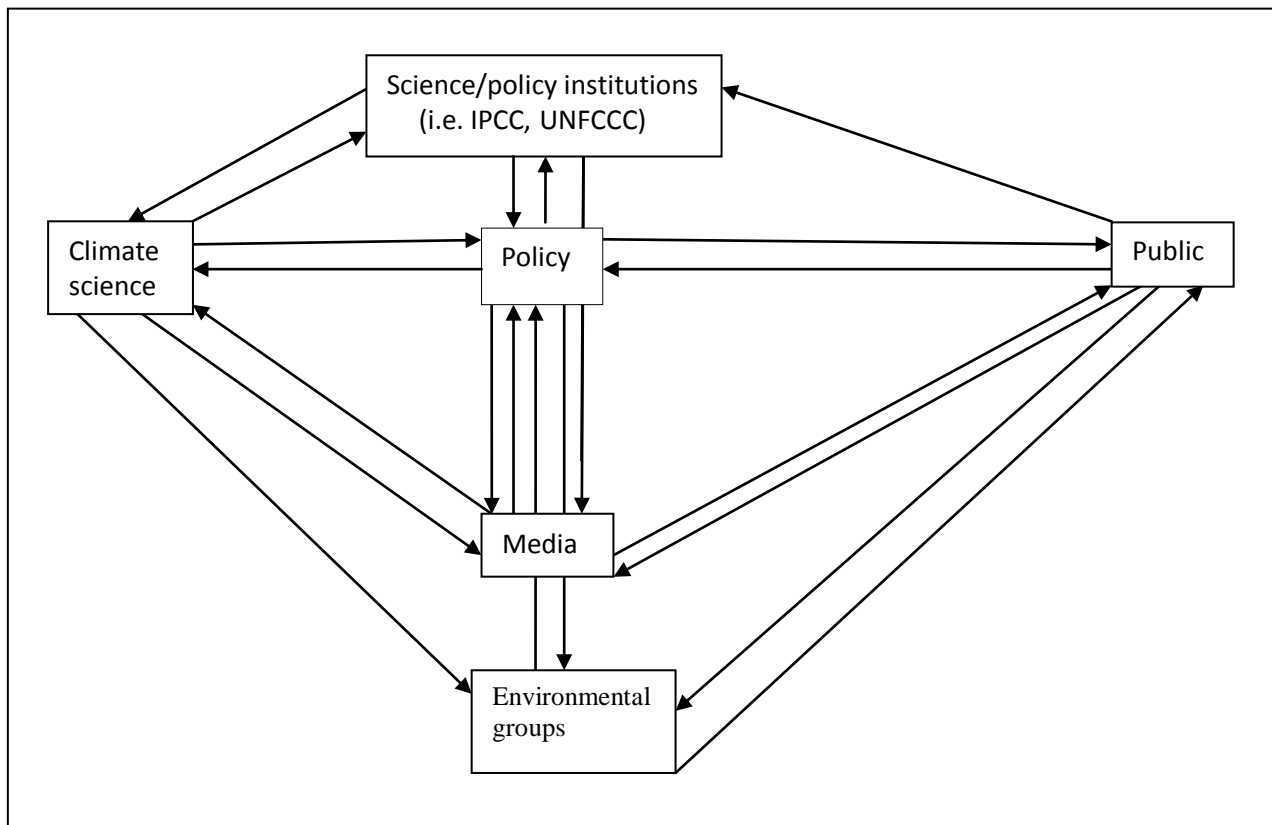 Science/policy institutions
(i.e. IPCC, UNFCCC)
Climate
science
Policy
Public
Media
Environmental
groups